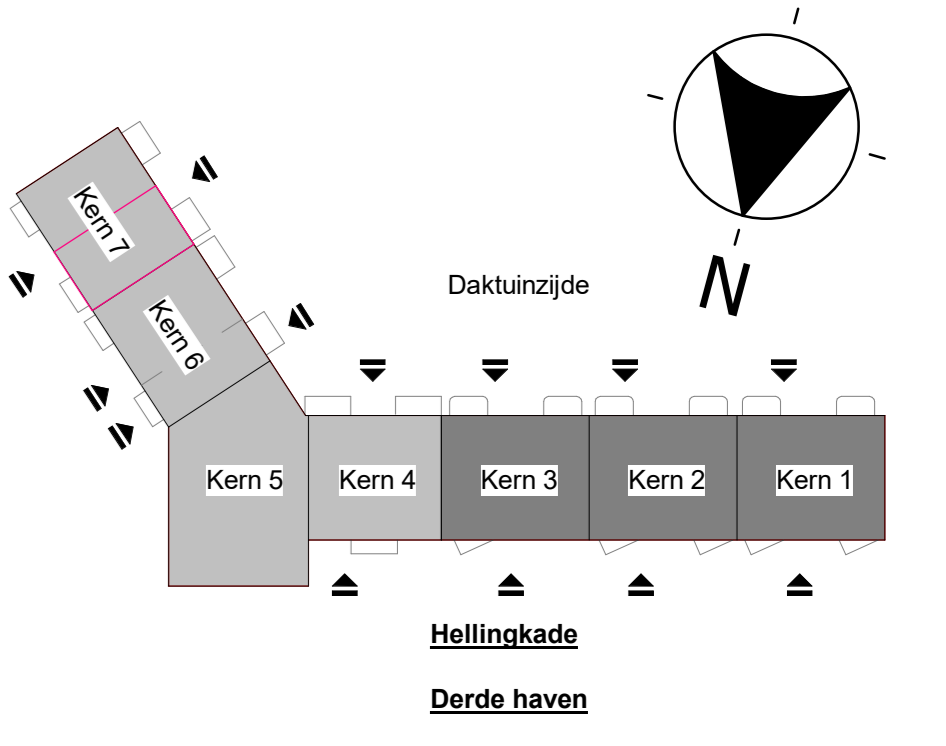 N
Daktuinzijde
Kern 7
Kern 6
Kern 5
Kern 4
Kern 3
Kern 2
Kern 1
Hellingkade
Derde haven